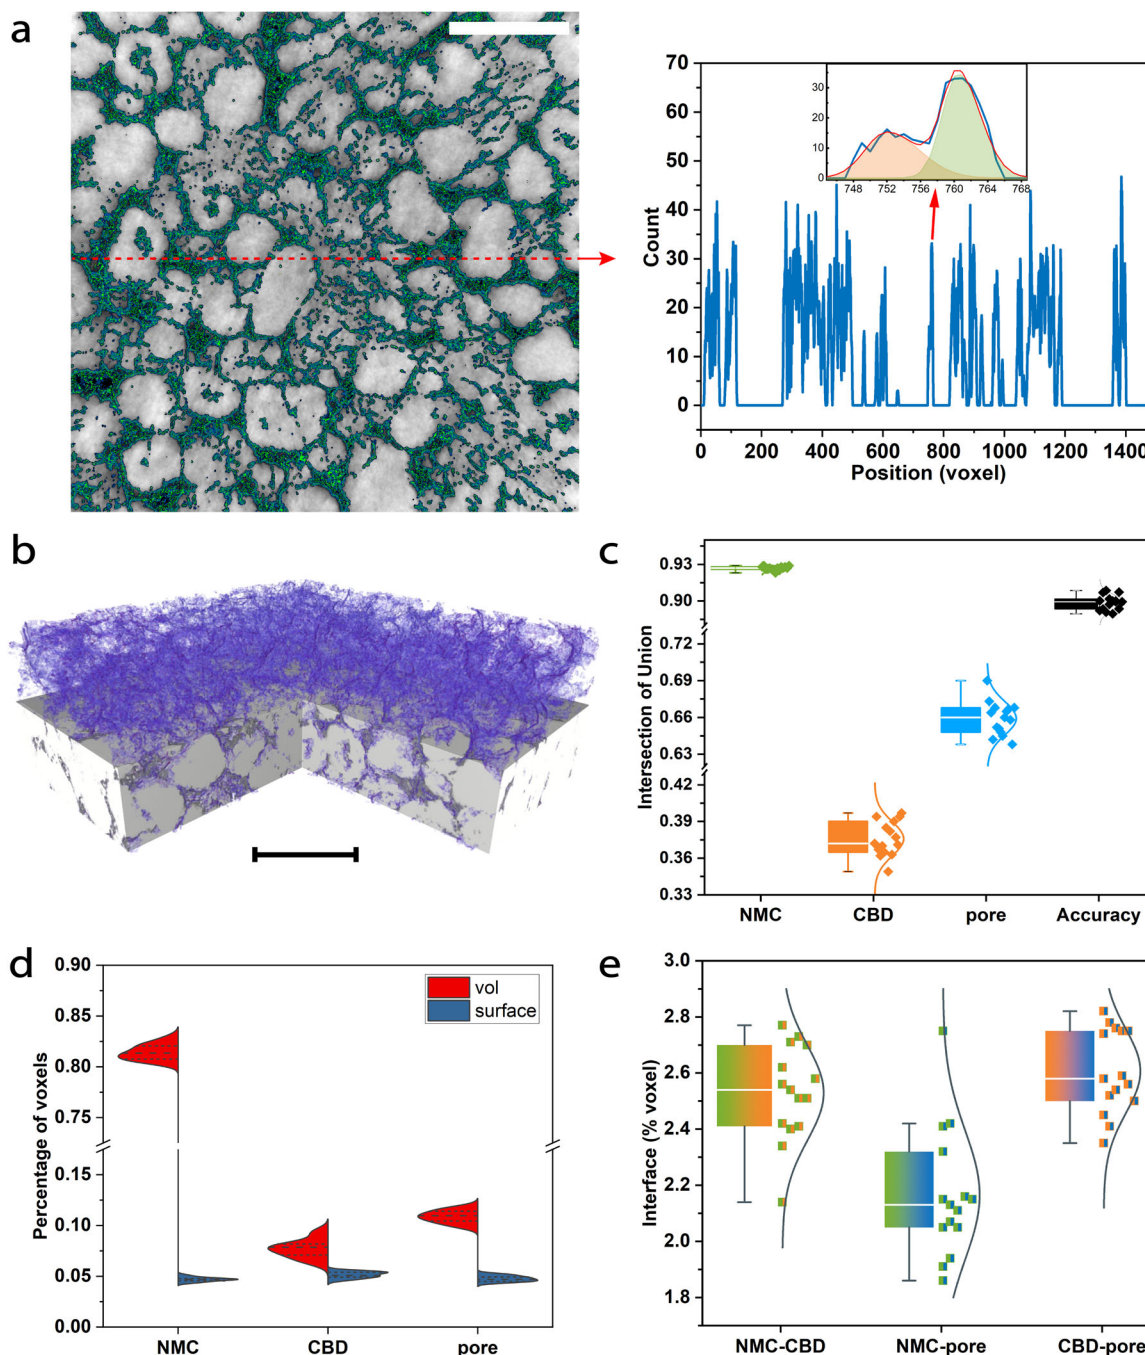 a
70
60
50
40
30
20
10
0
Count
30
20
10
0
748 752 756 760 764 768
0 200 400 600 800 1000 1200 1400
Position (voxel)
b
c
0.93
0.90
0.72
0.69
0.66
0.63
0.42
0.39
0.36
0.33
Intersection of Union
NMC CBD pore Accuracy
d
0.90
0.85
0.80
0.75
0.15
0.10
0.05
0.00
Percentage of voxels
vol
surface
NMC CBD pore
e
3.0
2.8
2.6
2.4
2.2
2.0
1.8
Interface (% voxel)
NMC-CBD NMC-pore CBD-pore